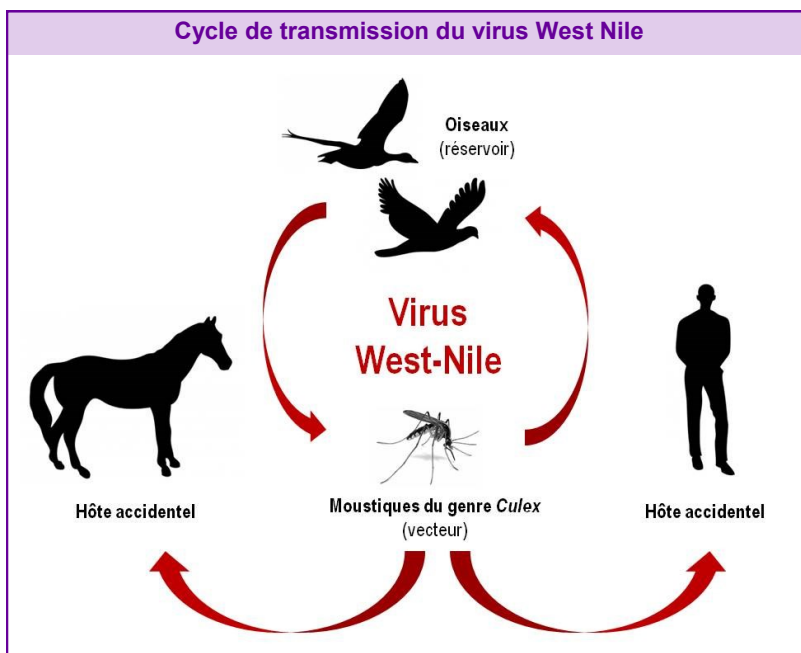 Cycle de transmission du virus West Nile
Oiseaux
(réservoir)
Virus
West-Nile
Hôte accidentel
Moustiques du genre Culex
(vecteur)
Hôte accidentel